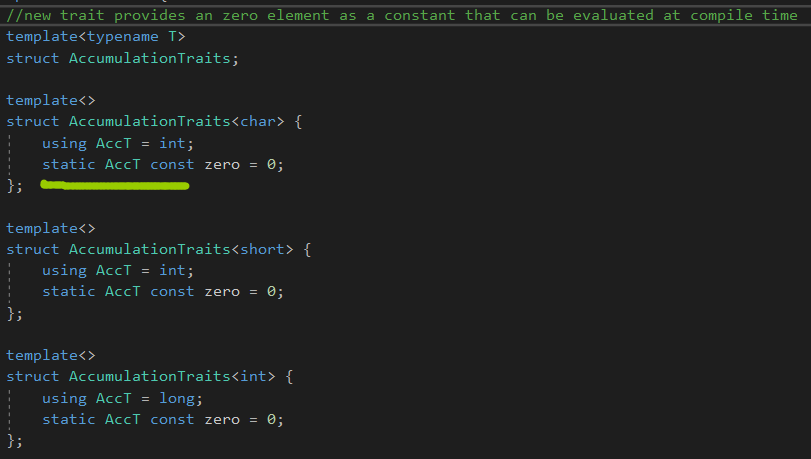 //new trait provides an zero element as a constant that can be evaluated at compile time
template<typename T>
struct AccumulationTraits;
template<>
struct AccumulationTraits<char> {
using AccT = int;
static AccT const zero = 0;
};
template<>
struct AccumulationTraits<short> {
using AccT = int;
static AccT const zero = 0;
};
template<>
struct AccumulationTraits<int> {
using AccT = long;
static AccT const zero = 0;
};